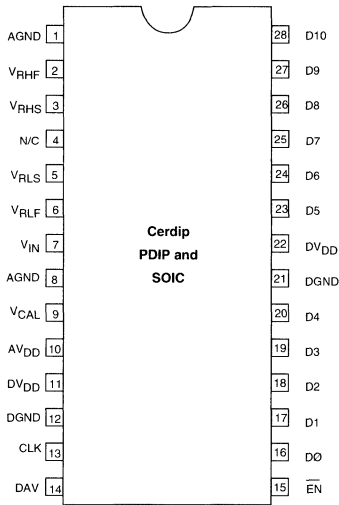 AGND 1 28 D10
VRHF 2 27 D9
VRHS 3 26 D8
N/C 4 25 D7
VRLS 5 24 D6
VRLF 6 23 D5
VIN 7 22 DVDD
AGND 8 21 DGND
VCAL 9 20 D4
AVDD 10 19 D3
DVDD 11 18 D2
DGND 12 17 D1
CLK 13 16 DØ
DAV 14 15 E̅N̅
Cerdip
PDIP and
SOIC